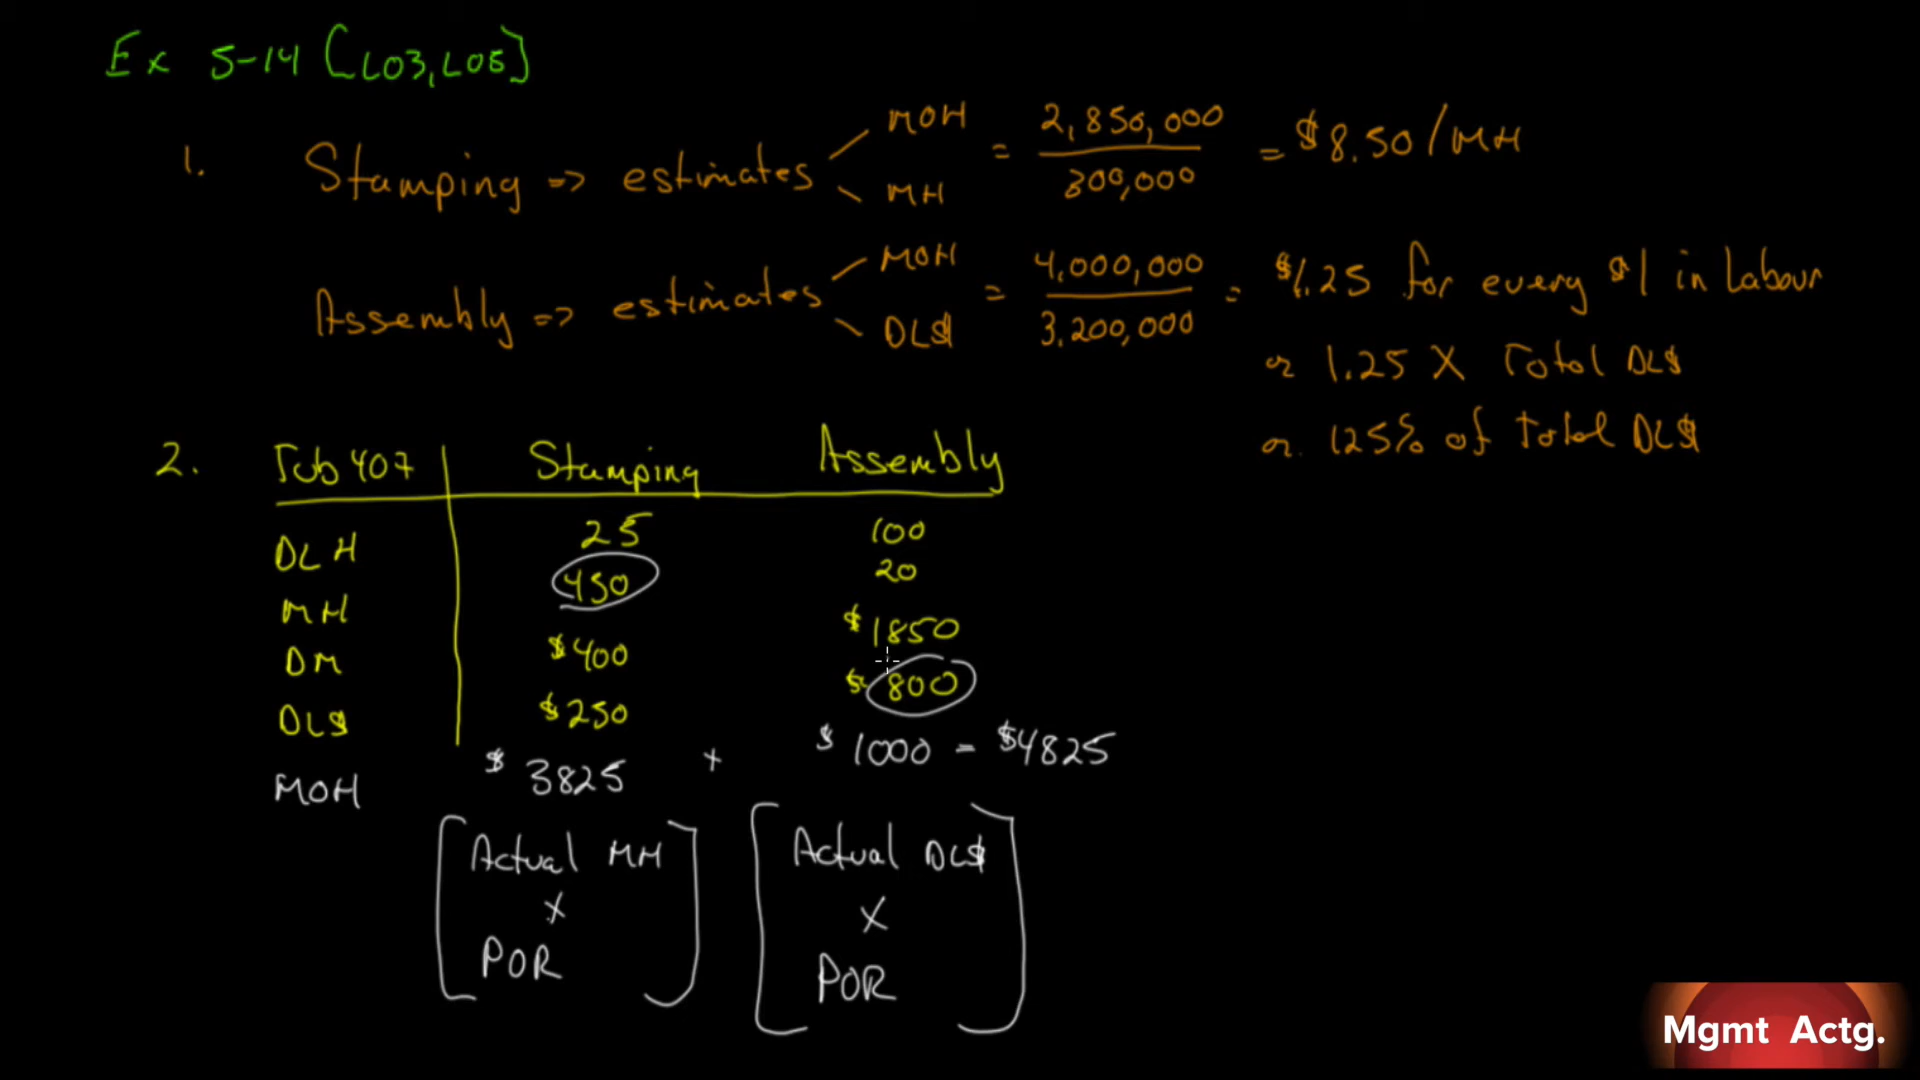 Ex 5-14 [LO3, LO5]
1. Stamping => estimates MOH = 2,850,000 = $8.50/MH
MH 300,000
Assembly => estimates MOH = 4,000,000 = $1.25 for every $1 in labour
DL$ 3,200,000
or 1.25 X Total DL$
or 125% of Total DL$
2. Job 407 Stamping Assembly
DLH 25 100
MH 450 20
DM $400 $1850
DL$ $250 $800
MOH $3825 + $1000 = $4825
Actual MH Actual DL$
X X
POR POR
Mgmt Actg.